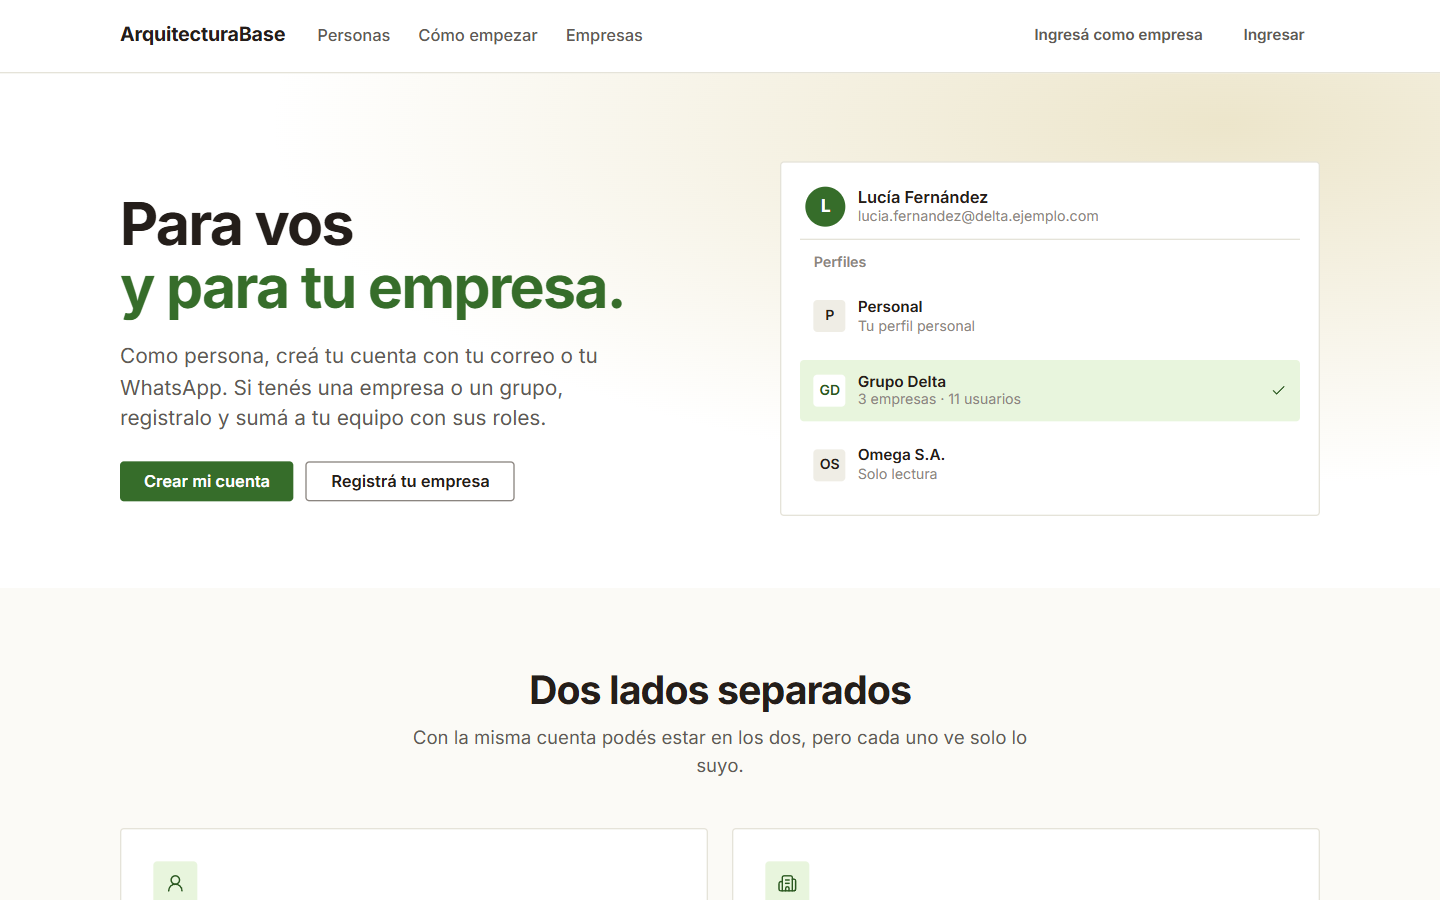 ArquitecturaBase
Personas
Cómo empezar
Empresas
Ingresá como empresa
Ingresar
Para vos
y para tu empresa.
Como persona, creá tu cuenta con tu correo o tu
WhatsApp. Si tenés una empresa o un grupo,
registralo y sumá a tu equipo con sus roles.
Crear mi cuenta
Registrá tu empresa
L
Lucía Fernández
lucia.fernandez@delta.ejemplo.com
Perfiles
P
Personal
Tu perfil personal
GD
Grupo Delta
3 empresas · 11 usuarios
OS
Omega S.A.
Solo lectura
Dos lados separados
Con la misma cuenta podés estar en los dos, pero cada uno ve solo lo
suyo.